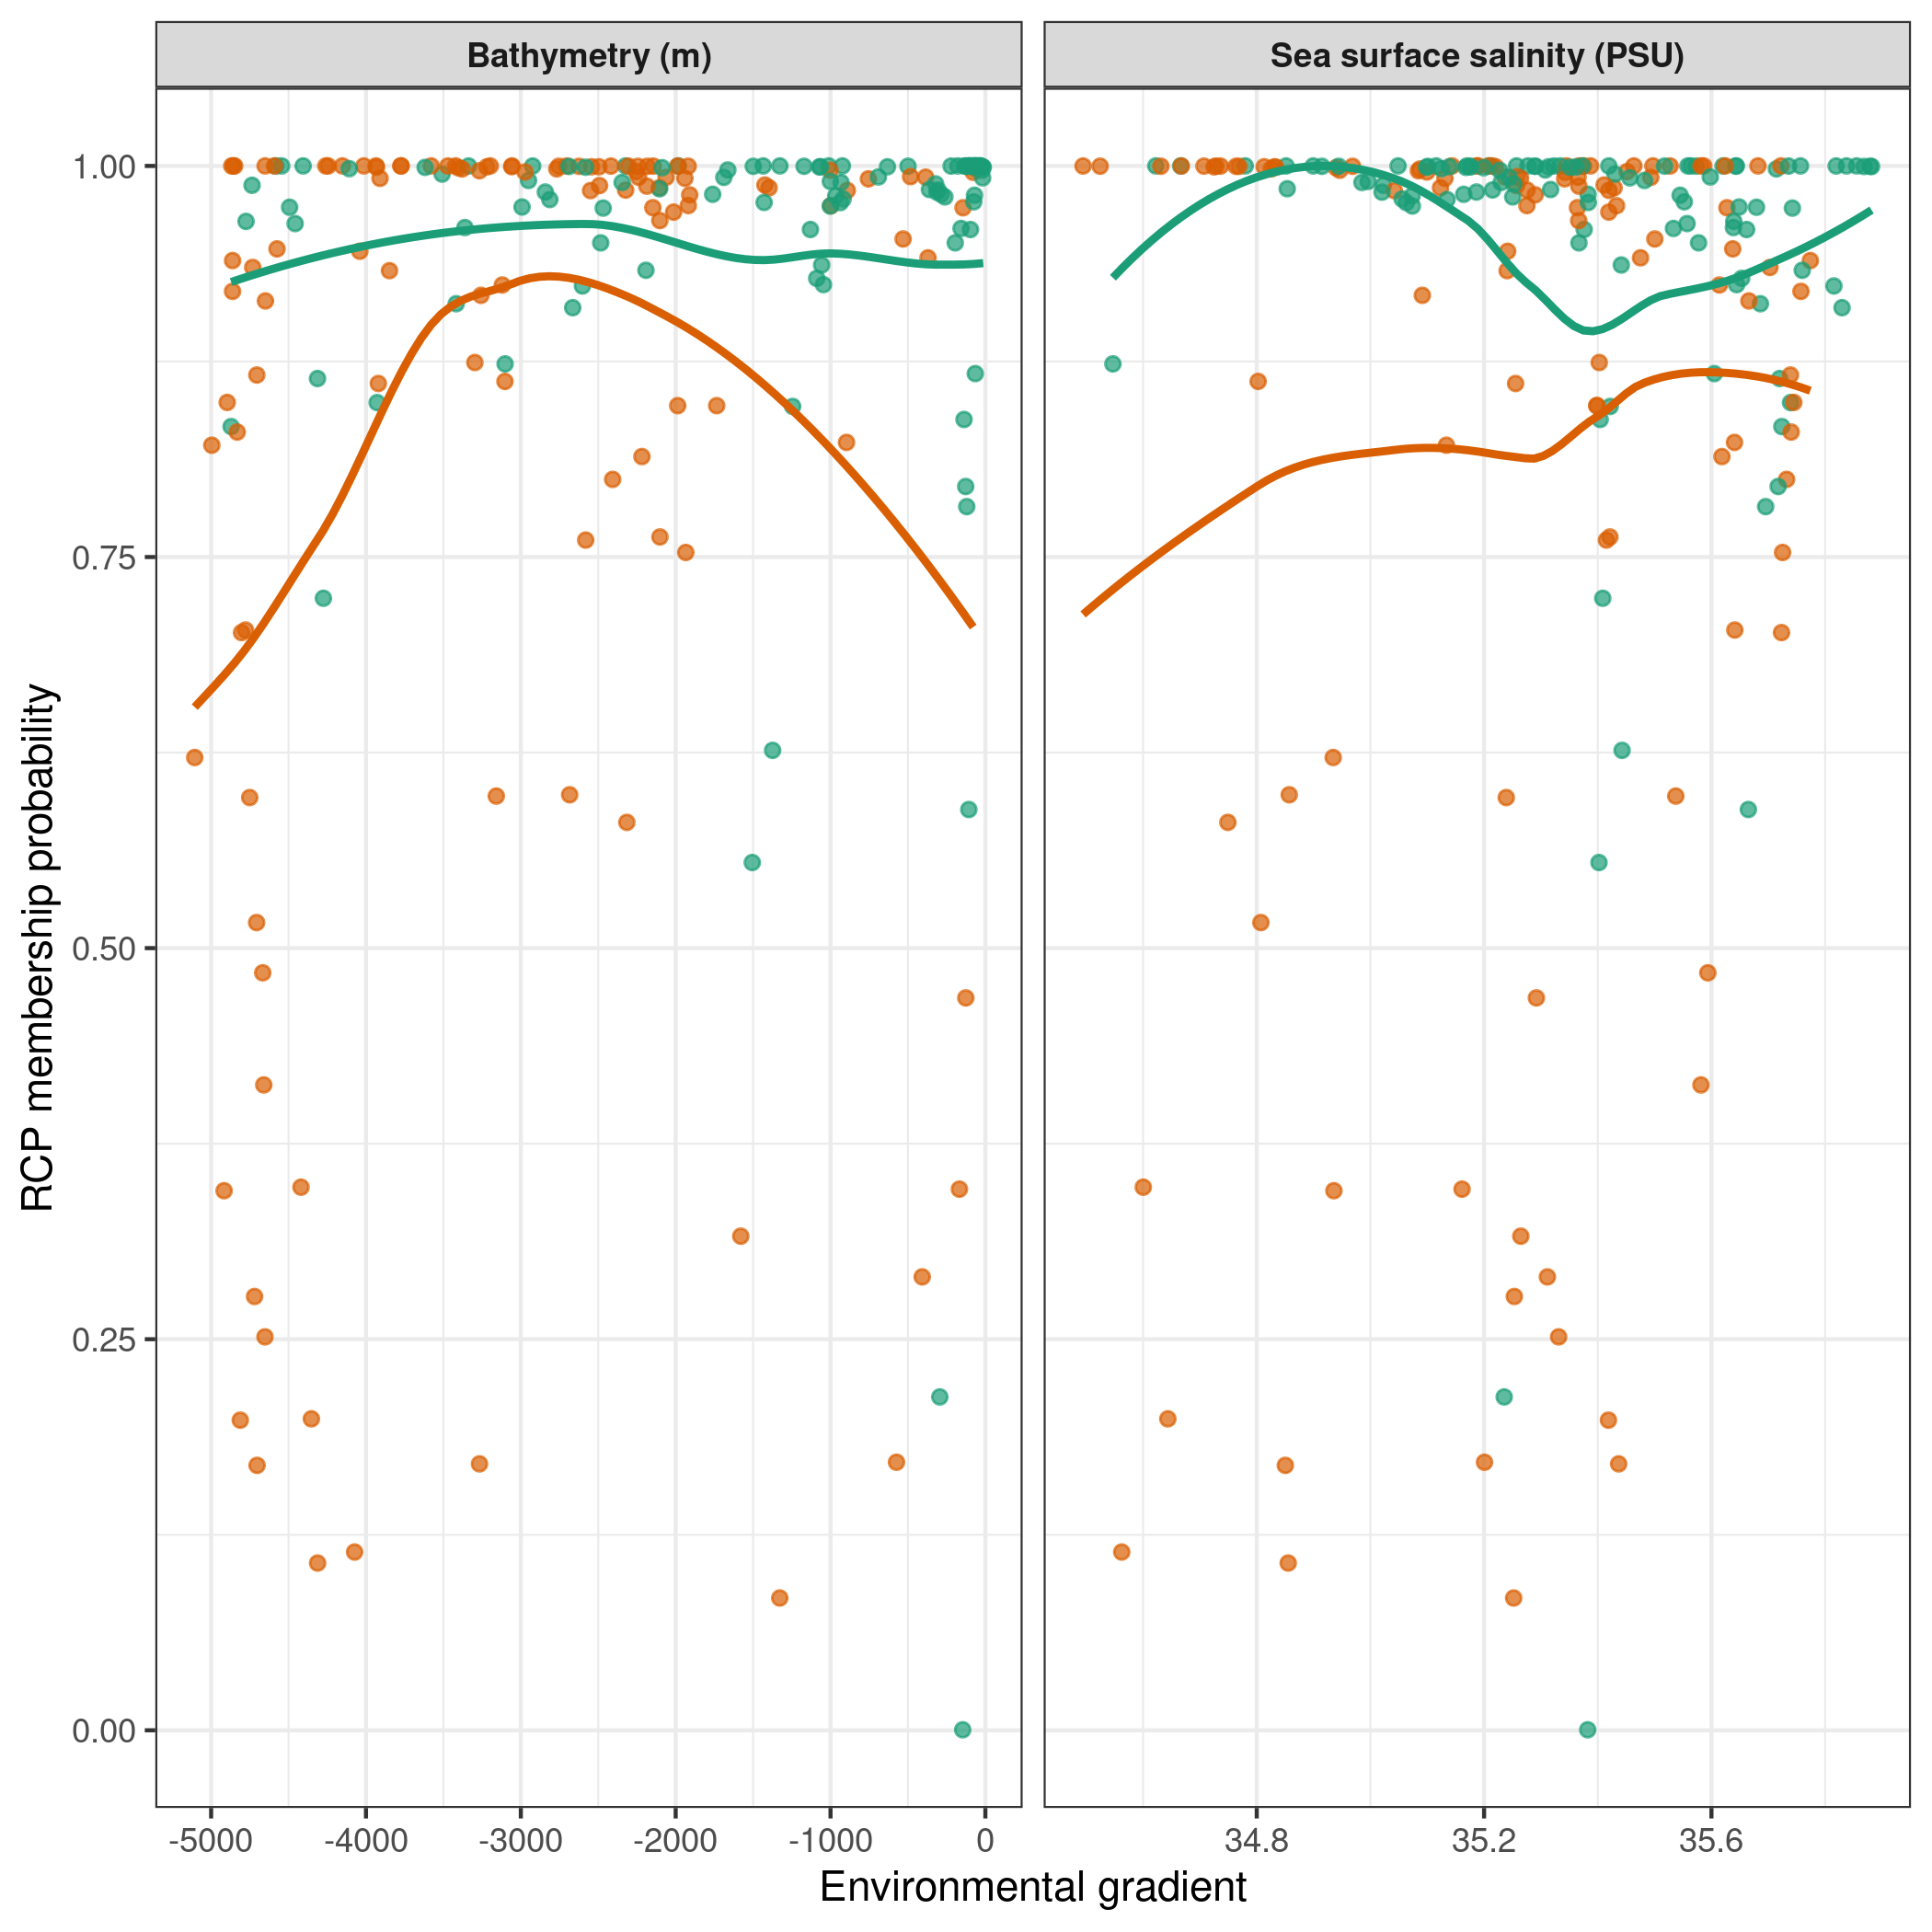 Bathymetry (m)
Sea surface salinity (PSU)
RCP membership probability
1.00
0.75
0.50
0.25
0.00
-5000 -4000 -3000 -2000 -1000 0
34.8 35.2 35.6
Environmental gradient